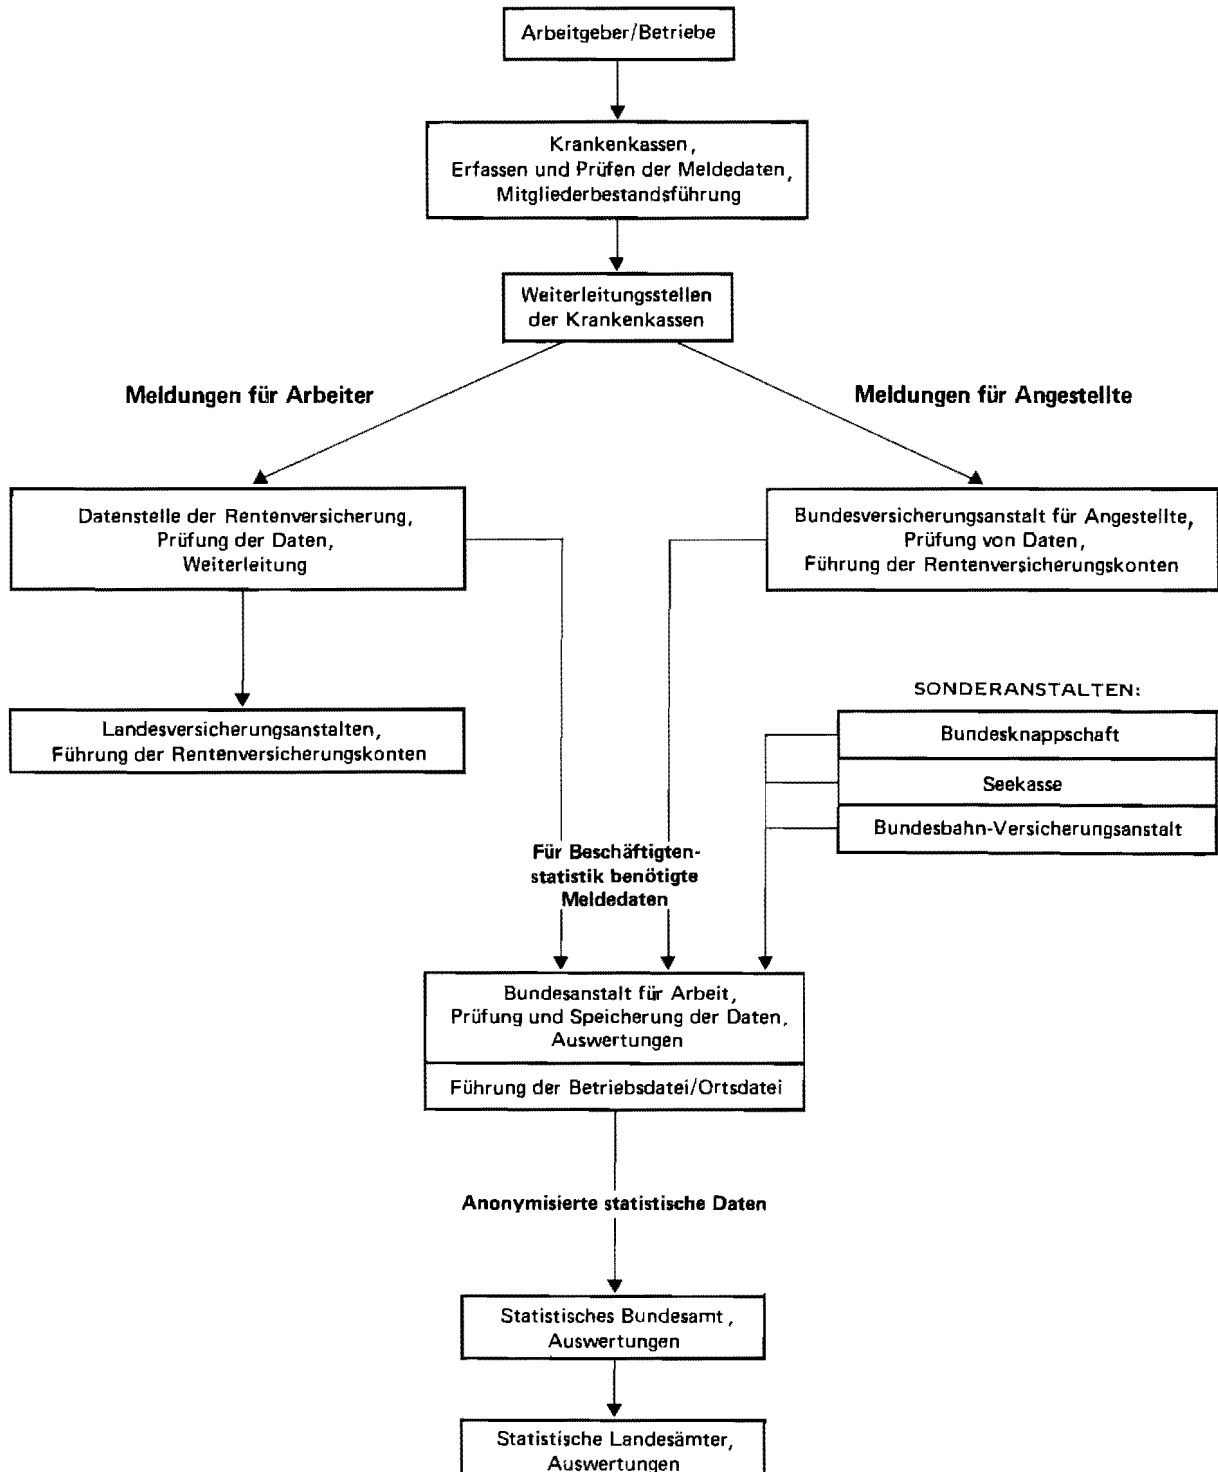 Arbeitgeber/Betriebe
Krankenkassen,
Erfassen und Prüfen der Meldedaten,
Mitgliederbestandsführung
Weiterleitungsstellen
der Krankenkassen
Meldungen für Arbeiter
Meldungen für Angestellte
Datenstelle der Rentenversicherung,
Prüfung der Daten,
Weiterleitung
Bundesversicherungsanstalt für Angestellte,
Prüfung von Daten,
Führung der Rentenversicherungskonten
Landesversicherungsanstalten,
Führung der Rentenversicherungskonten
SONDERANSTALTEN:
Bundesknappschaft
Seekasse
Bundesbahn-Versicherungsanstalt
Für Beschäftigten-
statistik benötigte
Meldedaten
Bundesanstalt für Arbeit,
Prüfung und Speicherung der Daten,
Auswertungen
Führung der Betriebsdatei/Ortsdatei
Anonymisierte statistische Daten
Statistisches Bundesamt,
Auswertungen
Statistische Landesämter,
Auswertungen